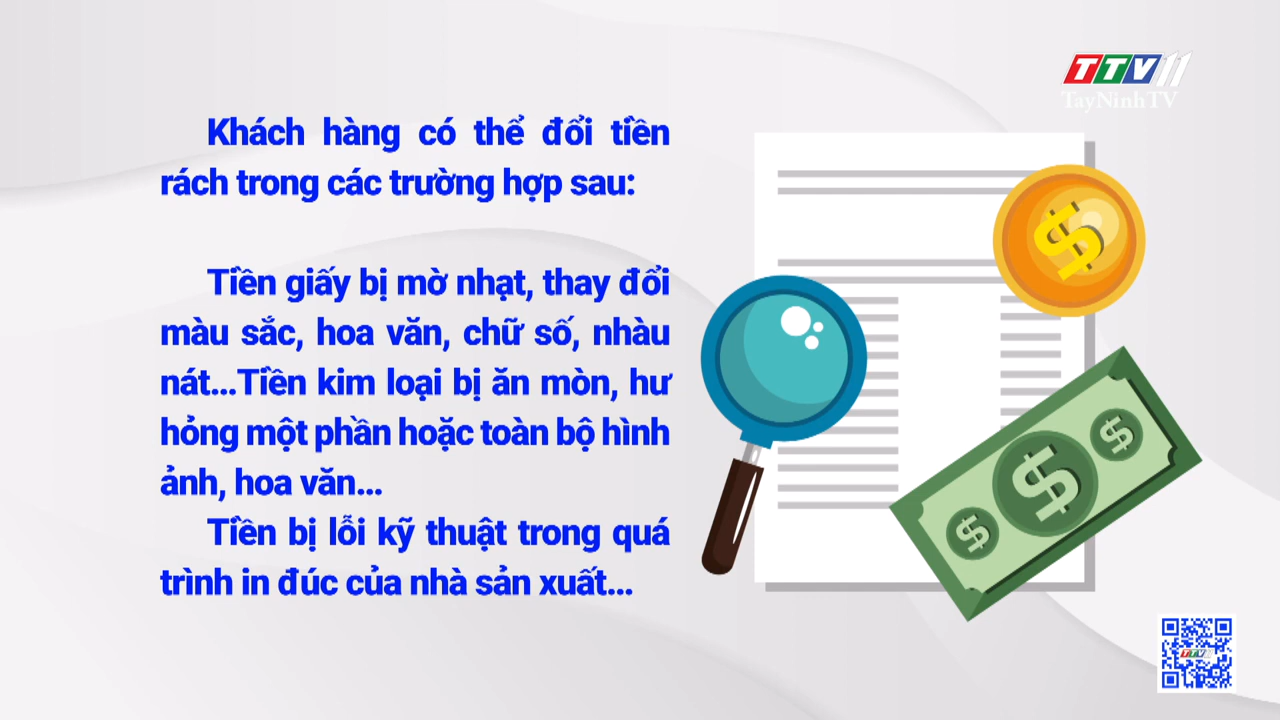 TTV11
TayNinhTV
Khách hàng có thể đổi tiền
rách trong các trường hợp sau:
Tiền giấy bị mờ nhạt, thay đổi
màu sắc, hoa văn, chữ số, nhàu
nát...Tiền kim loại bị ăn mòn, hư
hỏng một phần hoặc toàn bộ hình
ảnh, hoa văn...
Tiền bị lỗi kỹ thuật trong quá
trình in đúc của nhà sản xuất...
TTV11